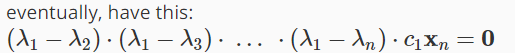 eventually, have this:
(λ₁ − λ₂) · (λ₁ − λ₃) · … · (λ₁ − λₙ) · c₁𝐱ₙ = 𝟎